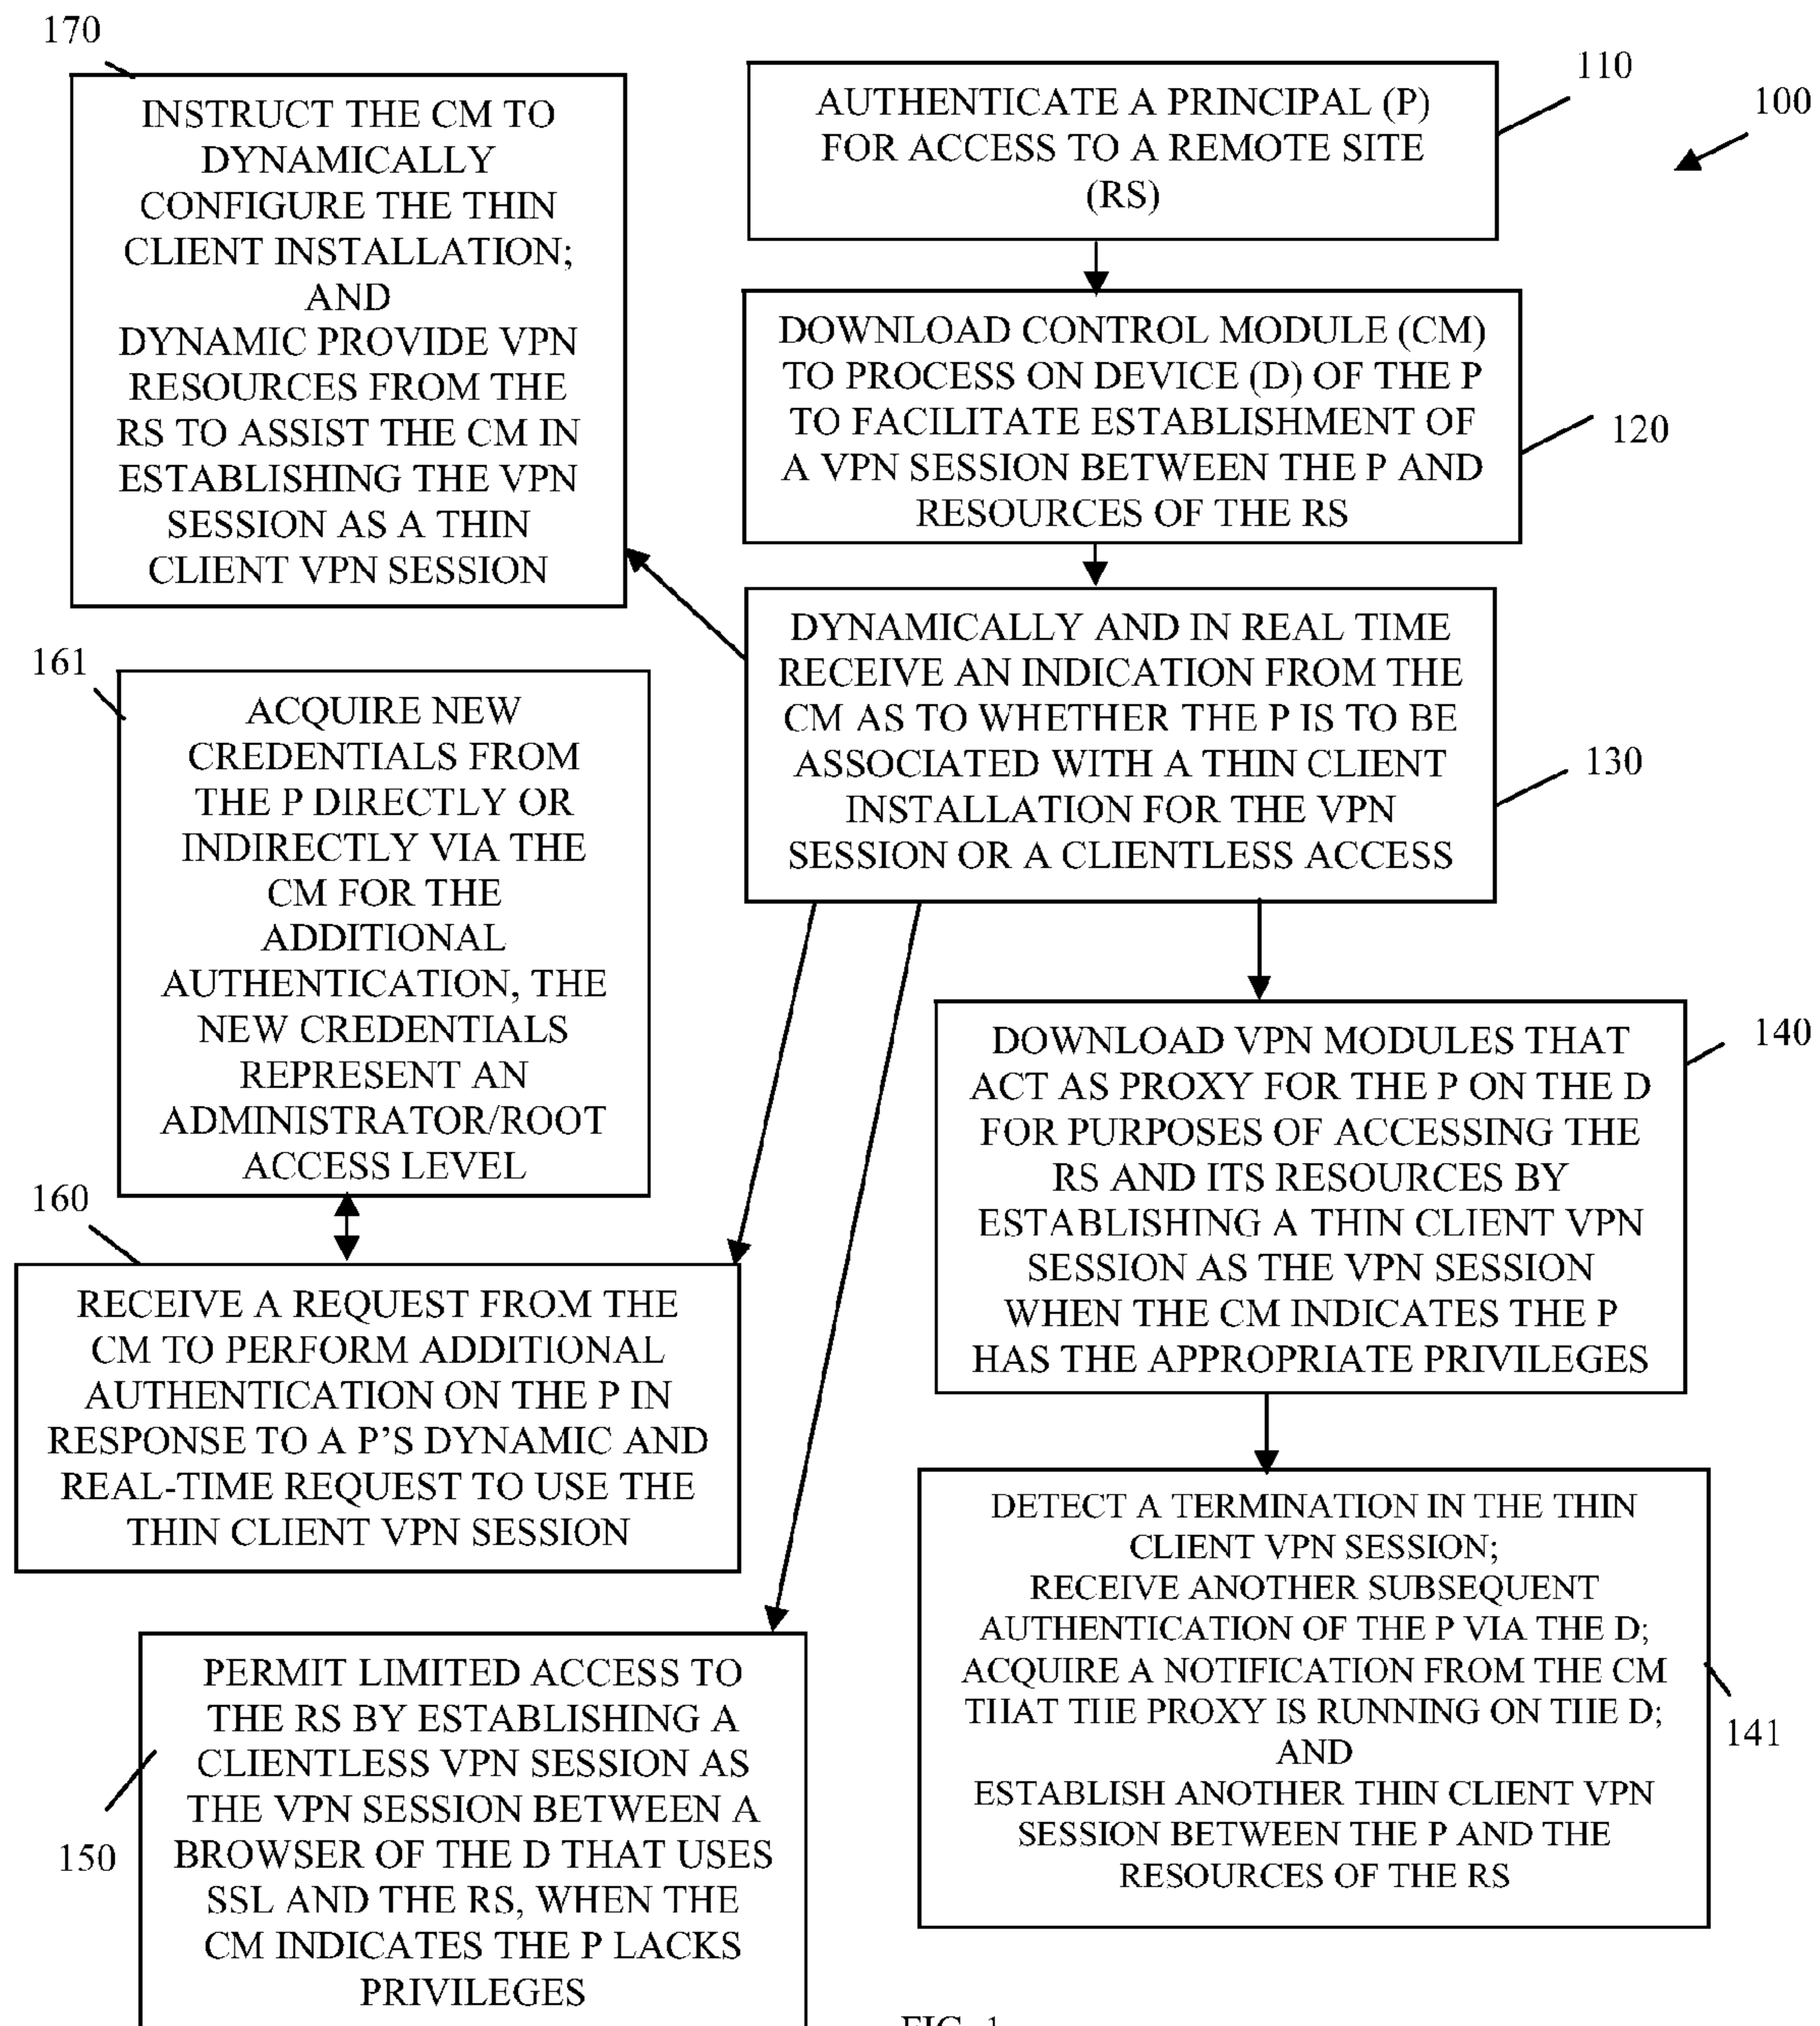 170
INSTRUCT THE CM TO
DYNAMICALLY
CONFIGURE THE THIN
CLIENT INSTALLATION;
AND
DYNAMIC PROVIDE VPN
RESOURCES FROM THE
RS TO ASSIST THE CM IN
ESTABLISHING THE VPN
SESSION AS A THIN
CLIENT VPN SESSION
110
100
AUTHENTICATE A PRINCIPAL (P)
FOR ACCESS TO A REMOTE SITE
(RS)
DOWNLOAD CONTROL MODULE (CM)
TO PROCESS ON DEVICE (D) OF THE P
TO FACILITATE ESTABLISHMENT OF
A VPN SESSION BETWEEN THE P AND
RESOURCES OF THE RS
120
DYNAMICALLY AND IN REAL TIME
RECEIVE AN INDICATION FROM THE
CM AS TO WHETHER THE P IS TO BE
ASSOCIATED WITH A THIN CLIENT
INSTALLATION FOR THE VPN
SESSION OR A CLIENTLESS ACCESS
130
161
ACQUIRE NEW
CREDENTIALS FROM
THE P DIRECTLY OR
INDIRECTLY VIA THE
CM FOR THE
ADDITIONAL
AUTHENTICATION, THE
NEW CREDENTIALS
REPRESENT AN
ADMINISTRATOR/ROOT
ACCESS LEVEL
160
RECEIVE A REQUEST FROM THE
CM TO PERFORM ADDITIONAL
AUTHENTICATION ON THE P IN
RESPONSE TO A P'S DYNAMIC AND
REAL-TIME REQUEST TO USE THE
THIN CLIENT VPN SESSION
140
DOWNLOAD VPN MODULES THAT
ACT AS PROXY FOR THE P ON THE D
FOR PURPOSES OF ACCESSING THE
RS AND ITS RESOURCES BY
ESTABLISHING A THIN CLIENT VPN
SESSION AS THE VPN SESSION
WHEN THE CM INDICATES THE P
HAS THE APPROPRIATE PRIVILEGES
DETECT A TERMINATION IN THE THIN
CLIENT VPN SESSION;
RECEIVE ANOTHER SUBSEQUENT
AUTHENTICATION OF THE P VIA THE D;
ACQUIRE A NOTIFICATION FROM THE CM
THAT THE PROXY IS RUNNING ON THE D;
AND
ESTABLISH ANOTHER THIN CLIENT VPN
SESSION BETWEEN THE P AND THE
RESOURCES OF THE RS
141
PERMIT LIMITED ACCESS TO
THE RS BY ESTABLISHING A
CLIENTLESS VPN SESSION AS
THE VPN SESSION BETWEEN A
BROWSER OF THE D THAT USES
SSL AND THE RS, WHEN THE
CM INDICATES THE P LACKS
PRIVILEGES
150
FIG. 1